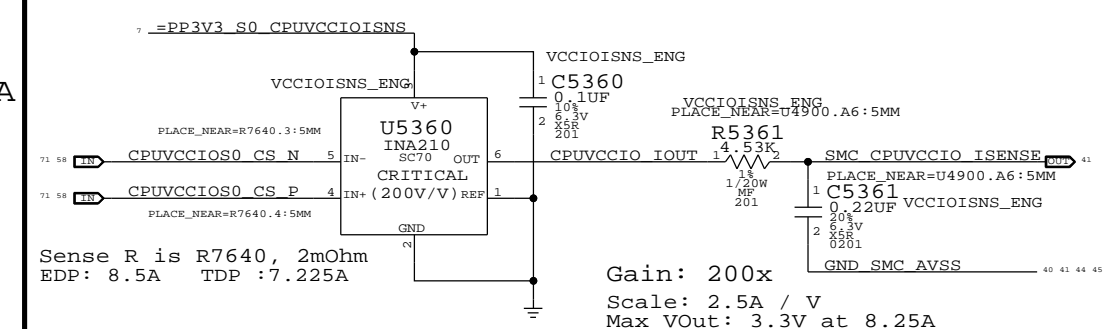 7 =PP3V3_S0_CPUVCCIOISNS
VCCIOISNS_ENG
VCCIOISNS_ENG
A
3
V+
1 C5360
0.1UF
10%
6.3V
2 X5R
201
VCCIOISNS_ENG
PLACE_NEAR=U4900.A6:5MM
PLACE_NEAR=R7640.3:5MM
U5360
INA210
SC70
CRITICAL
(200V/V)
R5361
4.53K
1 2
1%
1/20W
MF
201
71 58 IN CPUVCCIOS0_CS_N 5 IN- OUT 6 CPUVCCIO_IOUT SMC_CPUVCCIO_ISENSE OUT 41
71 58 IN CPUVCCIOS0_CS_P 4 IN+ REF 1
PLACE_NEAR=R7640.4:5MM
PLACE_NEAR=U4900.A6:5MM
1 C5361
0.22UF
20%
6.3V
2 X5R
0201
VCCIOISNS_ENG
GND
2
GND_SMC_AVSS 40 41 44 45
Sense R is R7640, 2mOhm
EDP: 8.5A TDP :7.225A
Gain: 200x
Scale: 2.5A / V
Max VOut: 3.3V at 8.25A